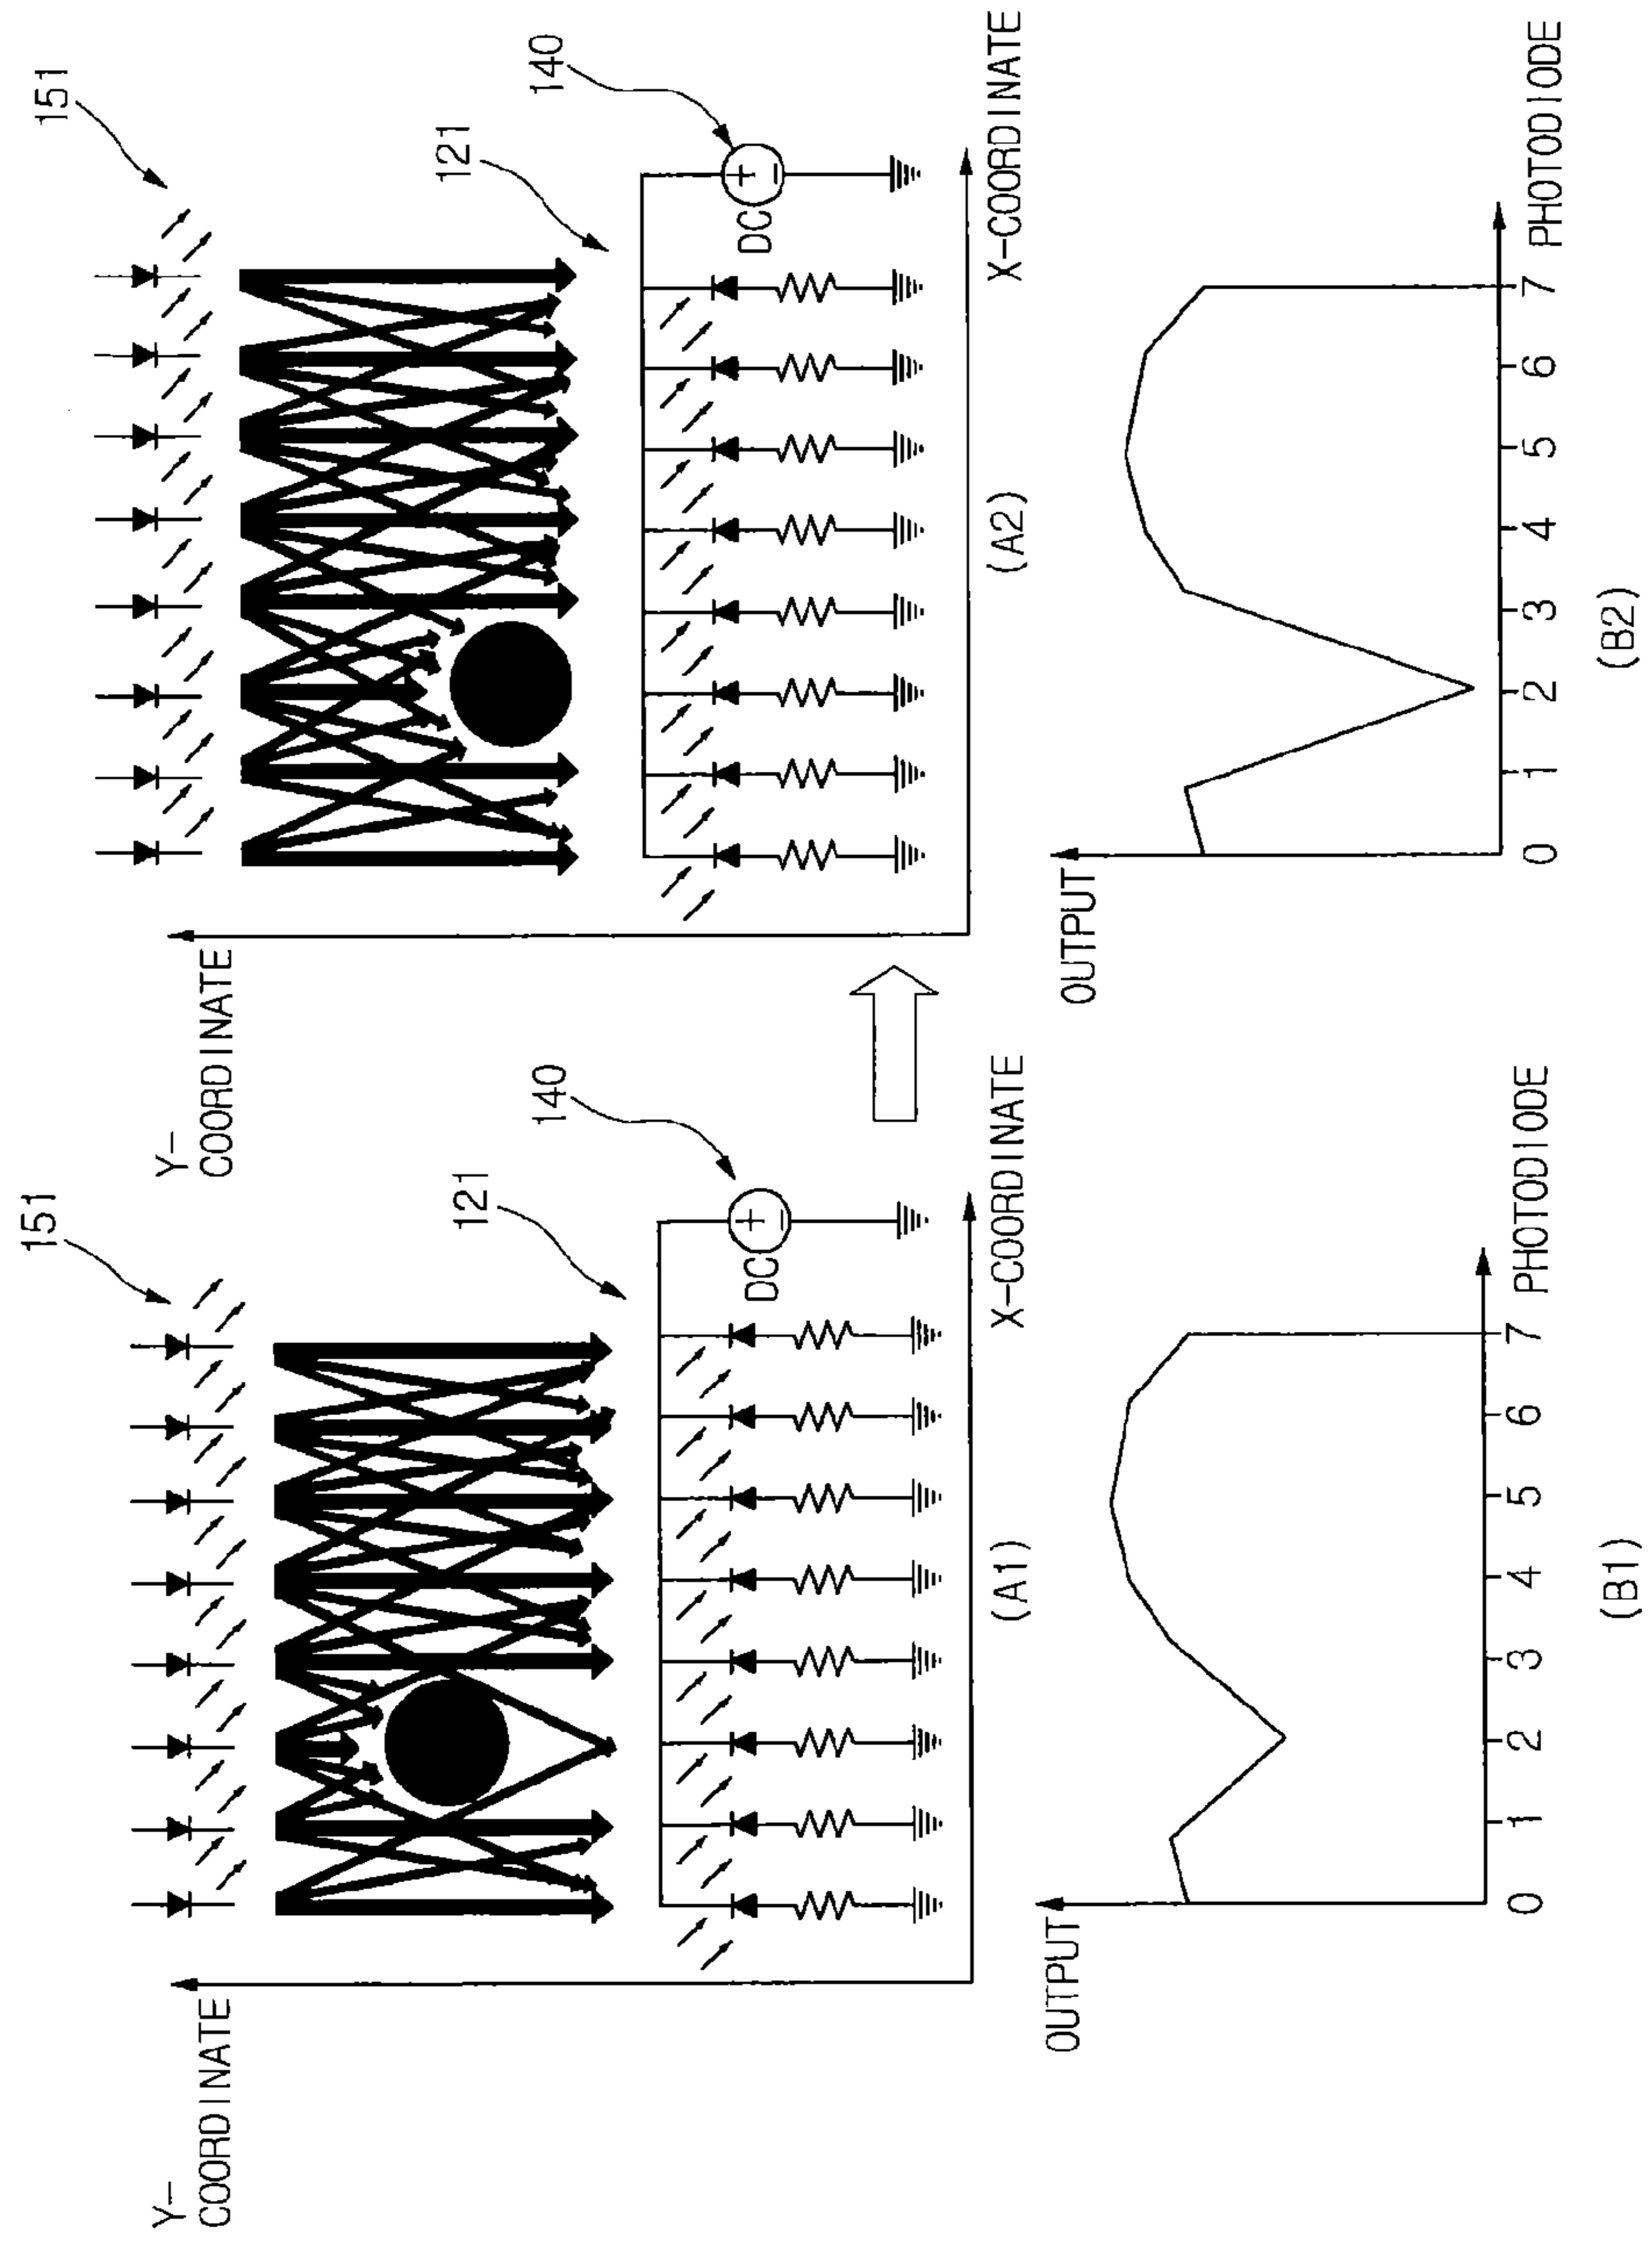 151
121
140
Y-
COORDINATE
DC
X-COORDINATE
(A1)
OUTPUT
0 1 2 3 4 5 6 7
PHOTODIODE
(B1)
151
121
140
Y-
COORDINATE
DC
X-COORDINATE
(A2)
OUTPUT
0 1 2 3 4 5 6 7
PHOTODIODE
(B2)